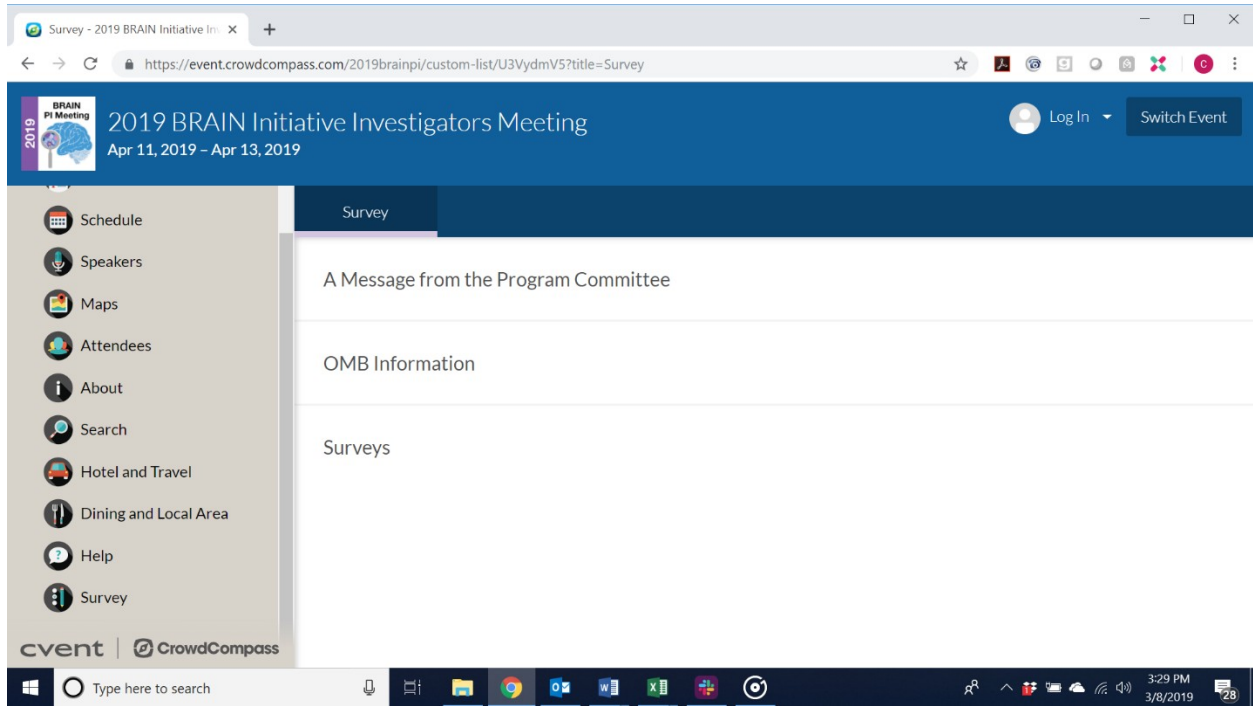 Survey - 2019 BRAIN Initiative In
https://event.crowdcompass.com/2019brainpi/custom-list/U3VydmV5?title=Survey
C
2019
BRAIN
PI Meeting
2019 BRAIN Initiative Investigators Meeting
Apr 11, 2019 – Apr 13, 2019
Log In
Switch Event
Schedule
Speakers
Maps
Attendees
About
Search
Hotel and Travel
Dining and Local Area
Help
Survey
cvent | CrowdCompass
Survey
A Message from the Program Committee
OMB Information
Surveys
Type here to search
3:29 PM
3/8/2019
28